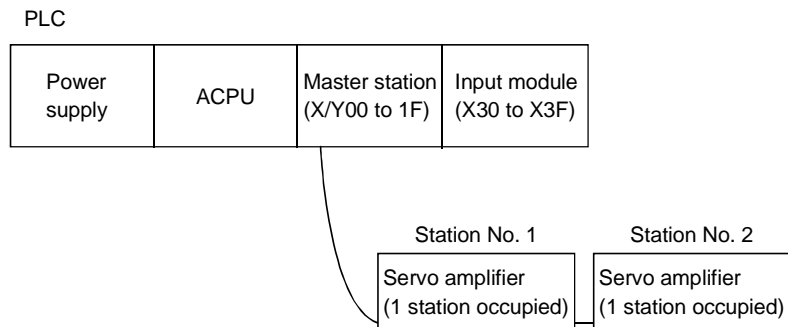 PLC
Power
supply
ACPU
Master station
(X/Y00 to 1F)
Input module
(X30 to X3F)
Station No. 1
Servo amplifier
(1 station occupied)
Station No. 2
Servo amplifier
(1 station occupied)